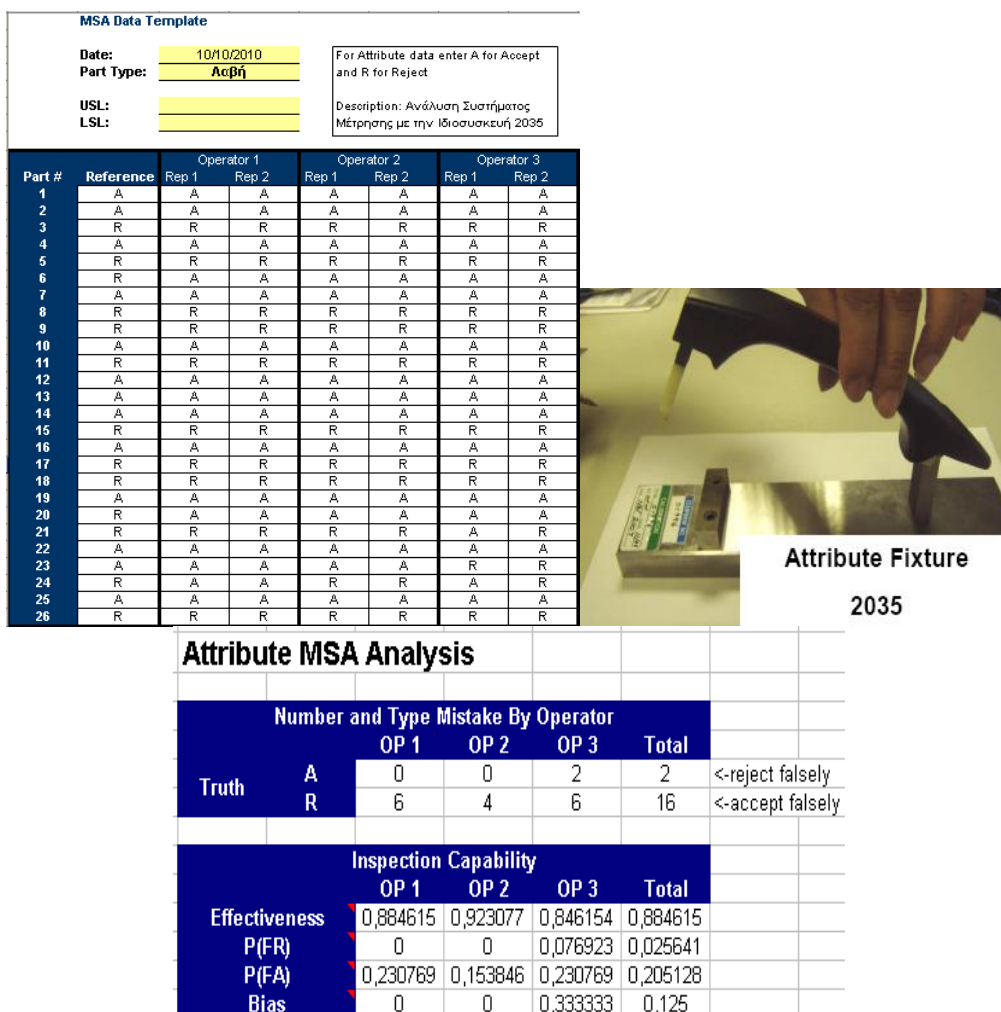 MSA Data Template
Date: 10/10/2010
Part Type: Λαβή
USL:
LSL:
For Attribute data enter A for Accept
and R for Reject
Description: Ανάλυση Συστήματος
Μέτρησης με την Ιδιοσυσκευή 2035
Operator 1 Operator 2 Operator 3
Part # Reference Rep 1 Rep 2 Rep 1 Rep 2 Rep 1 Rep 2
1 A A A A A A A
2 A A A A A A A
3 R R R R R R R
4 A A A A A A A
5 R R R R R R R
6 R A A A A A A
7 A A A A A A A
8 R R R R R R R
9 R R R R R R R
10 A A A A A A A
11 R R R R R R R
12 A A A A A A A
13 A A A A A A A
14 A A A A A A A
15 R R R R R R R
16 A A A A A A A
17 R R R R R R R
18 R R R R R R R
19 A A A A A A A
20 R A A A A A A
21 R R R R R A R
22 A A A A A A A
23 A A A A A R R
24 R A A R R A R
25 A A A A A A A
26 R R R R R R R
Attribute Fixture
2035
Attribute MSA Analysis
Number and Type Mistake By Operator
OP 1 OP 2 OP 3 Total
Truth
A 0 0 2 2 <-reject falsely
R 6 4 6 16 <-accept falsely
Inspection Capability
OP 1 OP 2 OP 3 Total
Effectiveness 0,884615 0,923077 0,846154 0,884615
P(FR) 0 0 0,076923 0,025641
P(FA) 0,230769 0,153846 0,230769 0,205128
Bias 0 0 0,333333 0,125